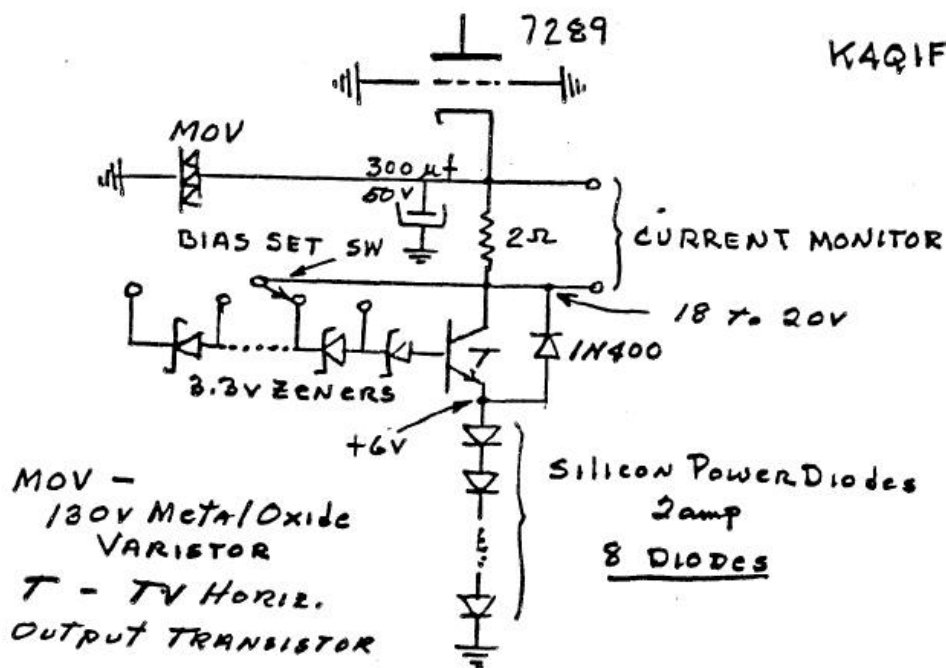 7289
K4Q1F
MOV
300 µf
50V
BIAS SET SW
2Ω
CURRENT MONITOR
18 To 20V
1N400
T
3.3V ZENERS
+6V
Silicon Power Diodes
2amp
8 DIODES
MOV -
130V Metal Oxide
VARISTOR
T - TV HORIZ.
Output TRANSISTOR